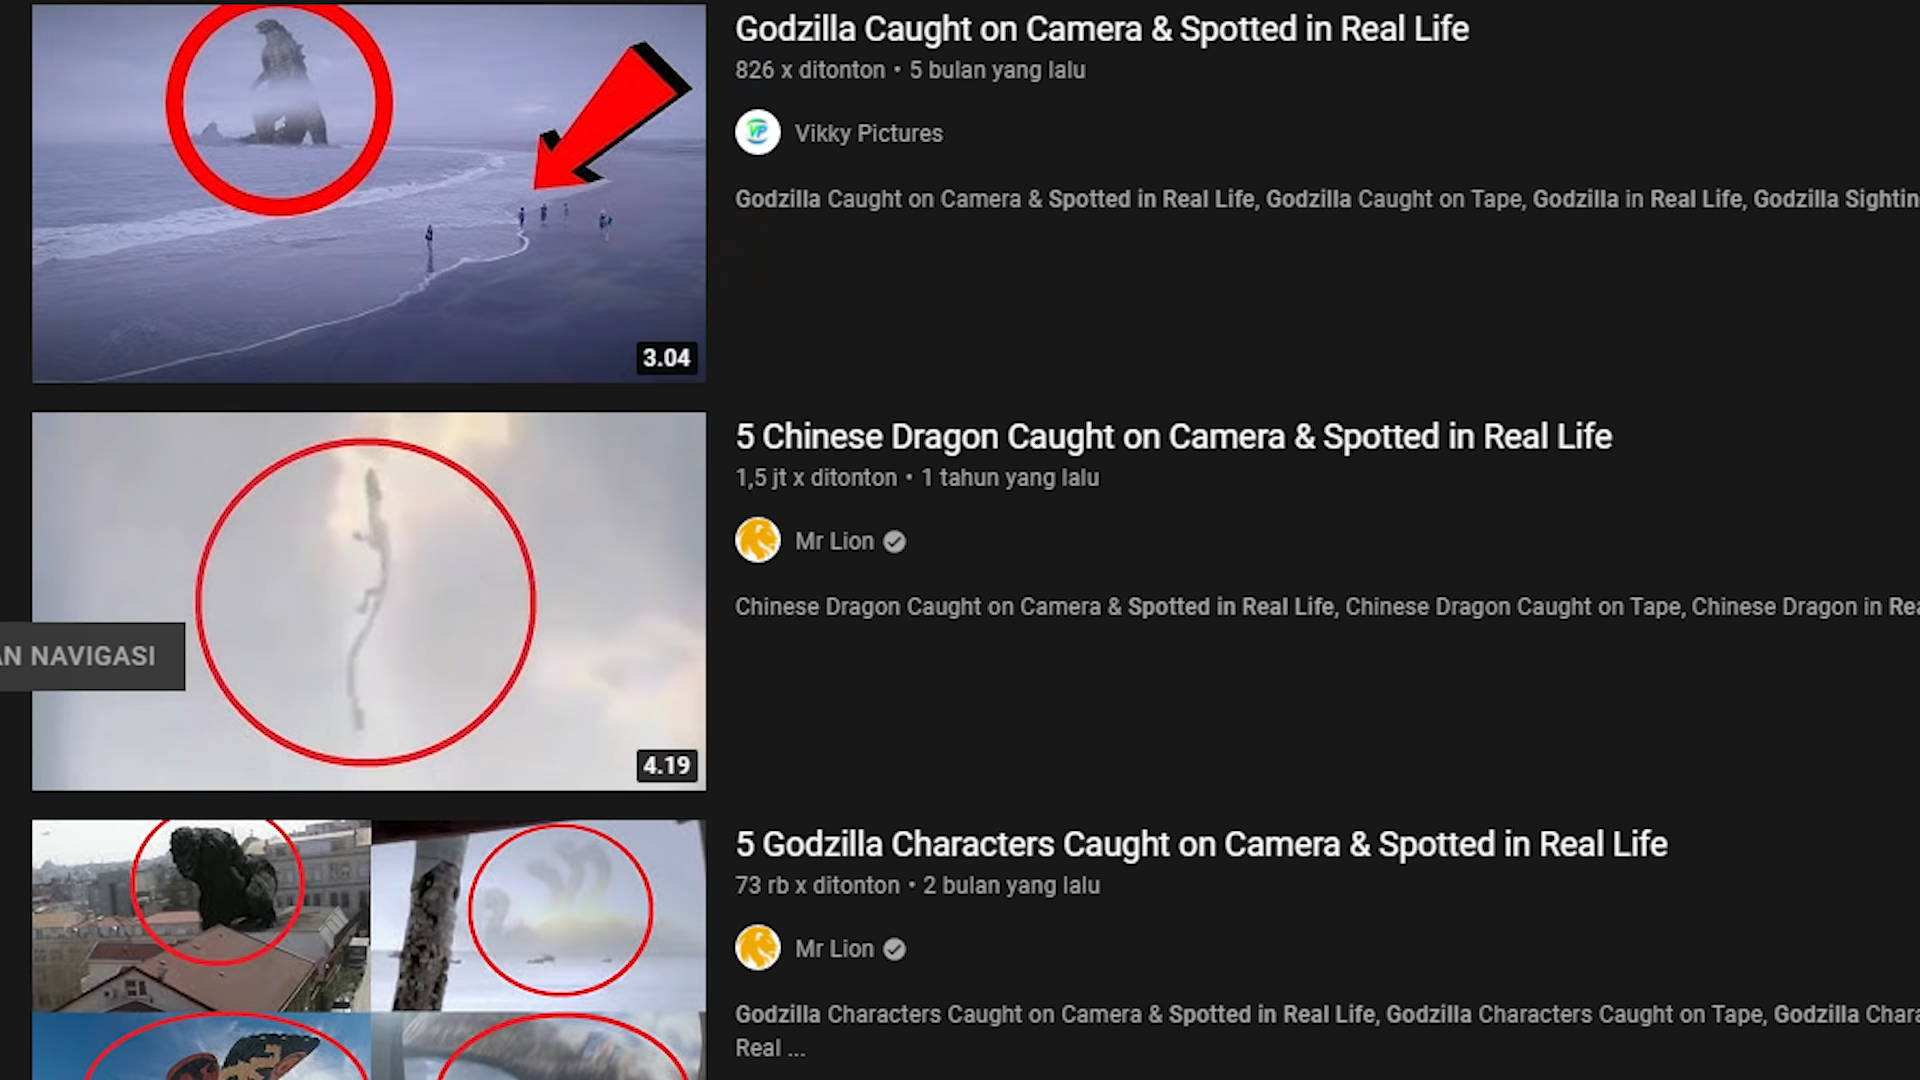 Godzilla Caught on Camera & Spotted in Real Life
826 x ditonton • 5 bulan yang lalu
VP
Vikky Pictures
Godzilla Caught on Camera & Spotted in Real Life, Godzilla Caught on Tape, Godzilla in Real Life, Godzilla Sightin
3.04
5 Chinese Dragon Caught on Camera & Spotted in Real Life
1,5 jt x ditonton • 1 tahun yang lalu
Mr Lion
Chinese Dragon Caught on Camera & Spotted in Real Life, Chinese Dragon Caught on Tape, Chinese Dragon in Rea
AN NAVIGASI
4.19
5 Godzilla Characters Caught on Camera & Spotted in Real Life
73 rb x ditonton • 2 bulan yang lalu
Mr Lion
Godzilla Characters Caught on Camera & Spotted in Real Life, Godzilla Characters Caught on Tape, Godzilla Chara
Real ...